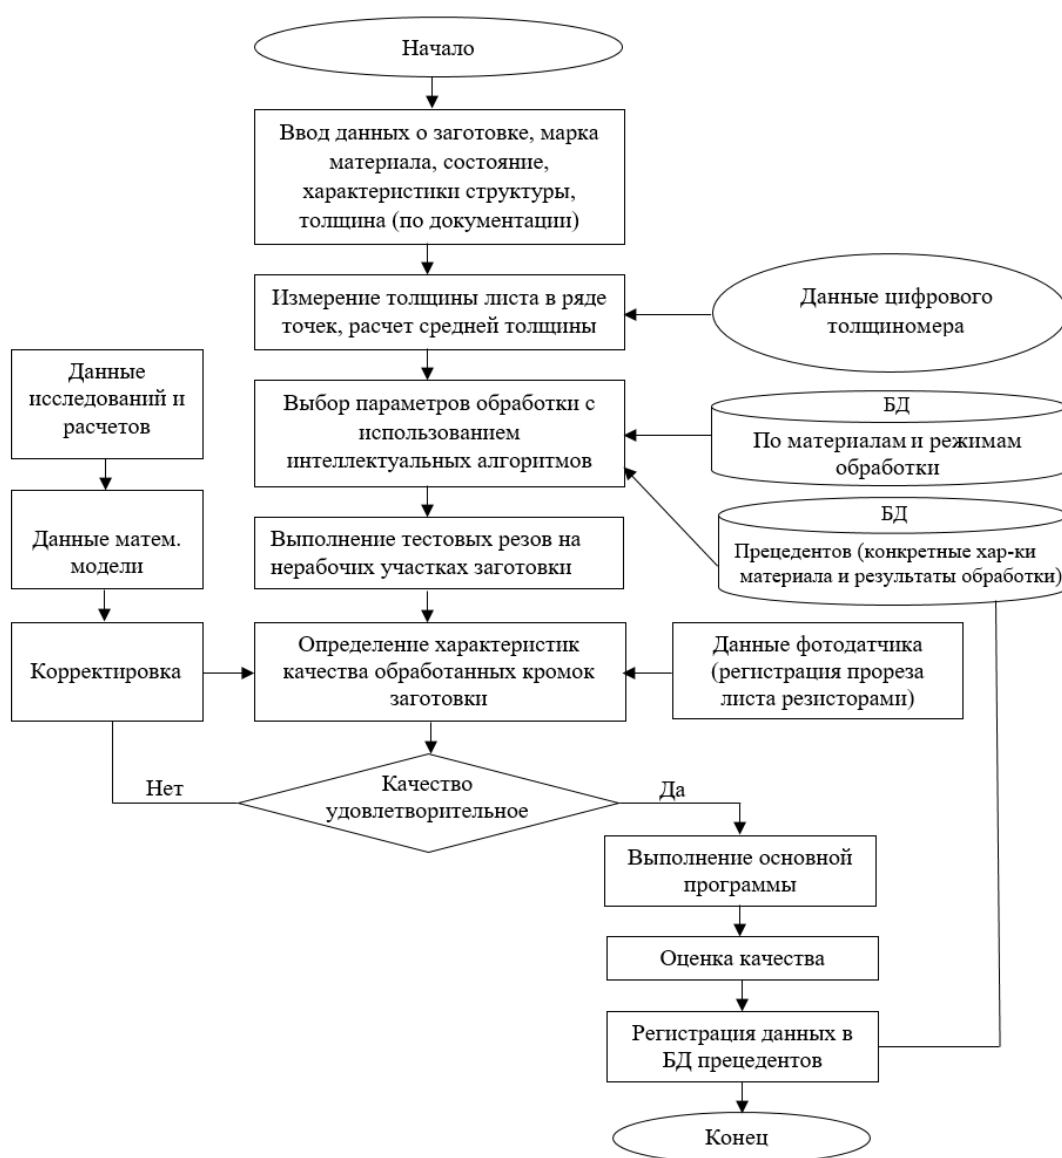 Начало
Ввод данных о заготовке, марка
материала, состояние,
характеристики структуры,
толщина (по документации)
Измерение толщины листа в ряде
точек, расчет средней толщины
Данные цифрового
толщиномера
Данные
исследований и
расчетов
Выбор параметров обработки с
использованием
интеллектуальных алгоритмов
БД
По материалам и режимам
обработки
БД
Прецедентов (конкретные хар-ки
материала и результаты обработки)
Данные матем.
модели
Выполнение тестовых резов на
нерабочих участках заготовки
Корректировка
Определение характеристик
качества обработанных кромок
заготовки
Данные фотодатчика
(регистрация прореза
листа резисторами)
Нет
Качество
удовлетворительное
Да
Выполнение основной
программы
Оценка качества
Регистрация данных в
БД прецедентов
Конец